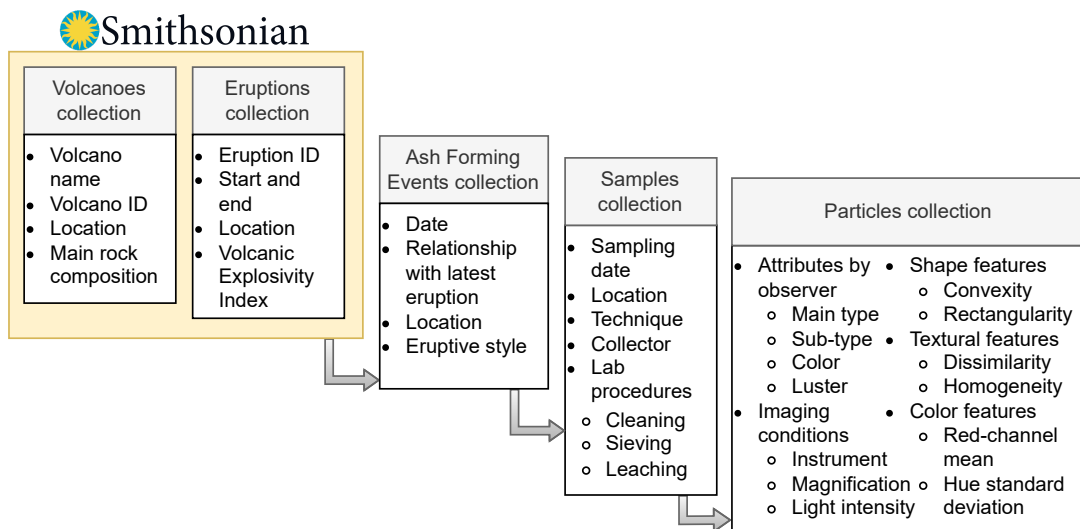 Smithsonian
Volcanoes
collection
• Volcano
name
• Volcano ID
• Location
• Main rock
composition
Eruptions
collection
• Eruption ID
• Start and
end
• Location
• Volcanic
Explosivity
Index
Ash Forming
Events collection
• Date
• Relationship
with latest
eruption
• Location
• Eruptive style
Samples
collection
• Sampling
date
• Location
• Technique
• Collector
• Lab
procedures
o Cleaning
o Sieving
o Leaching
Particles collection
• Attributes by
observer
o Main type
o Sub-type
o Color
o Luster
• Imaging
conditions
o Instrument
o Magnification
o Light intensity
• Shape features
o Convexity
o Rectangularity
• Textural features
o Dissimilarity
o Homogeneity
• Color features
o Red-channel
mean
o Hue standard
deviation